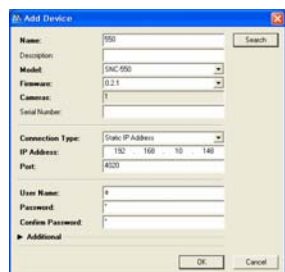 Add Device
Name: 550 Search
Description:
Model: SNC-550
Firmware: 0.2.1
Cameras: 1
Serial Number:
Connection Type: Static IP Address
IP Address: 192 . 168 . 10 . 148
Port: 4020
User Name: a
Password: *
Confirm Password: *
Additional
OK Cancel